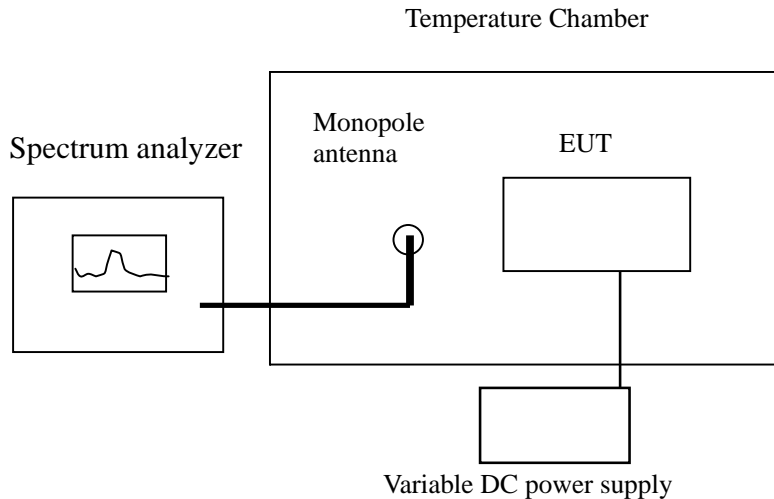 Temperature Chamber
Monopole
antenna
EUT
Spectrum analyzer
Variable DC power supply